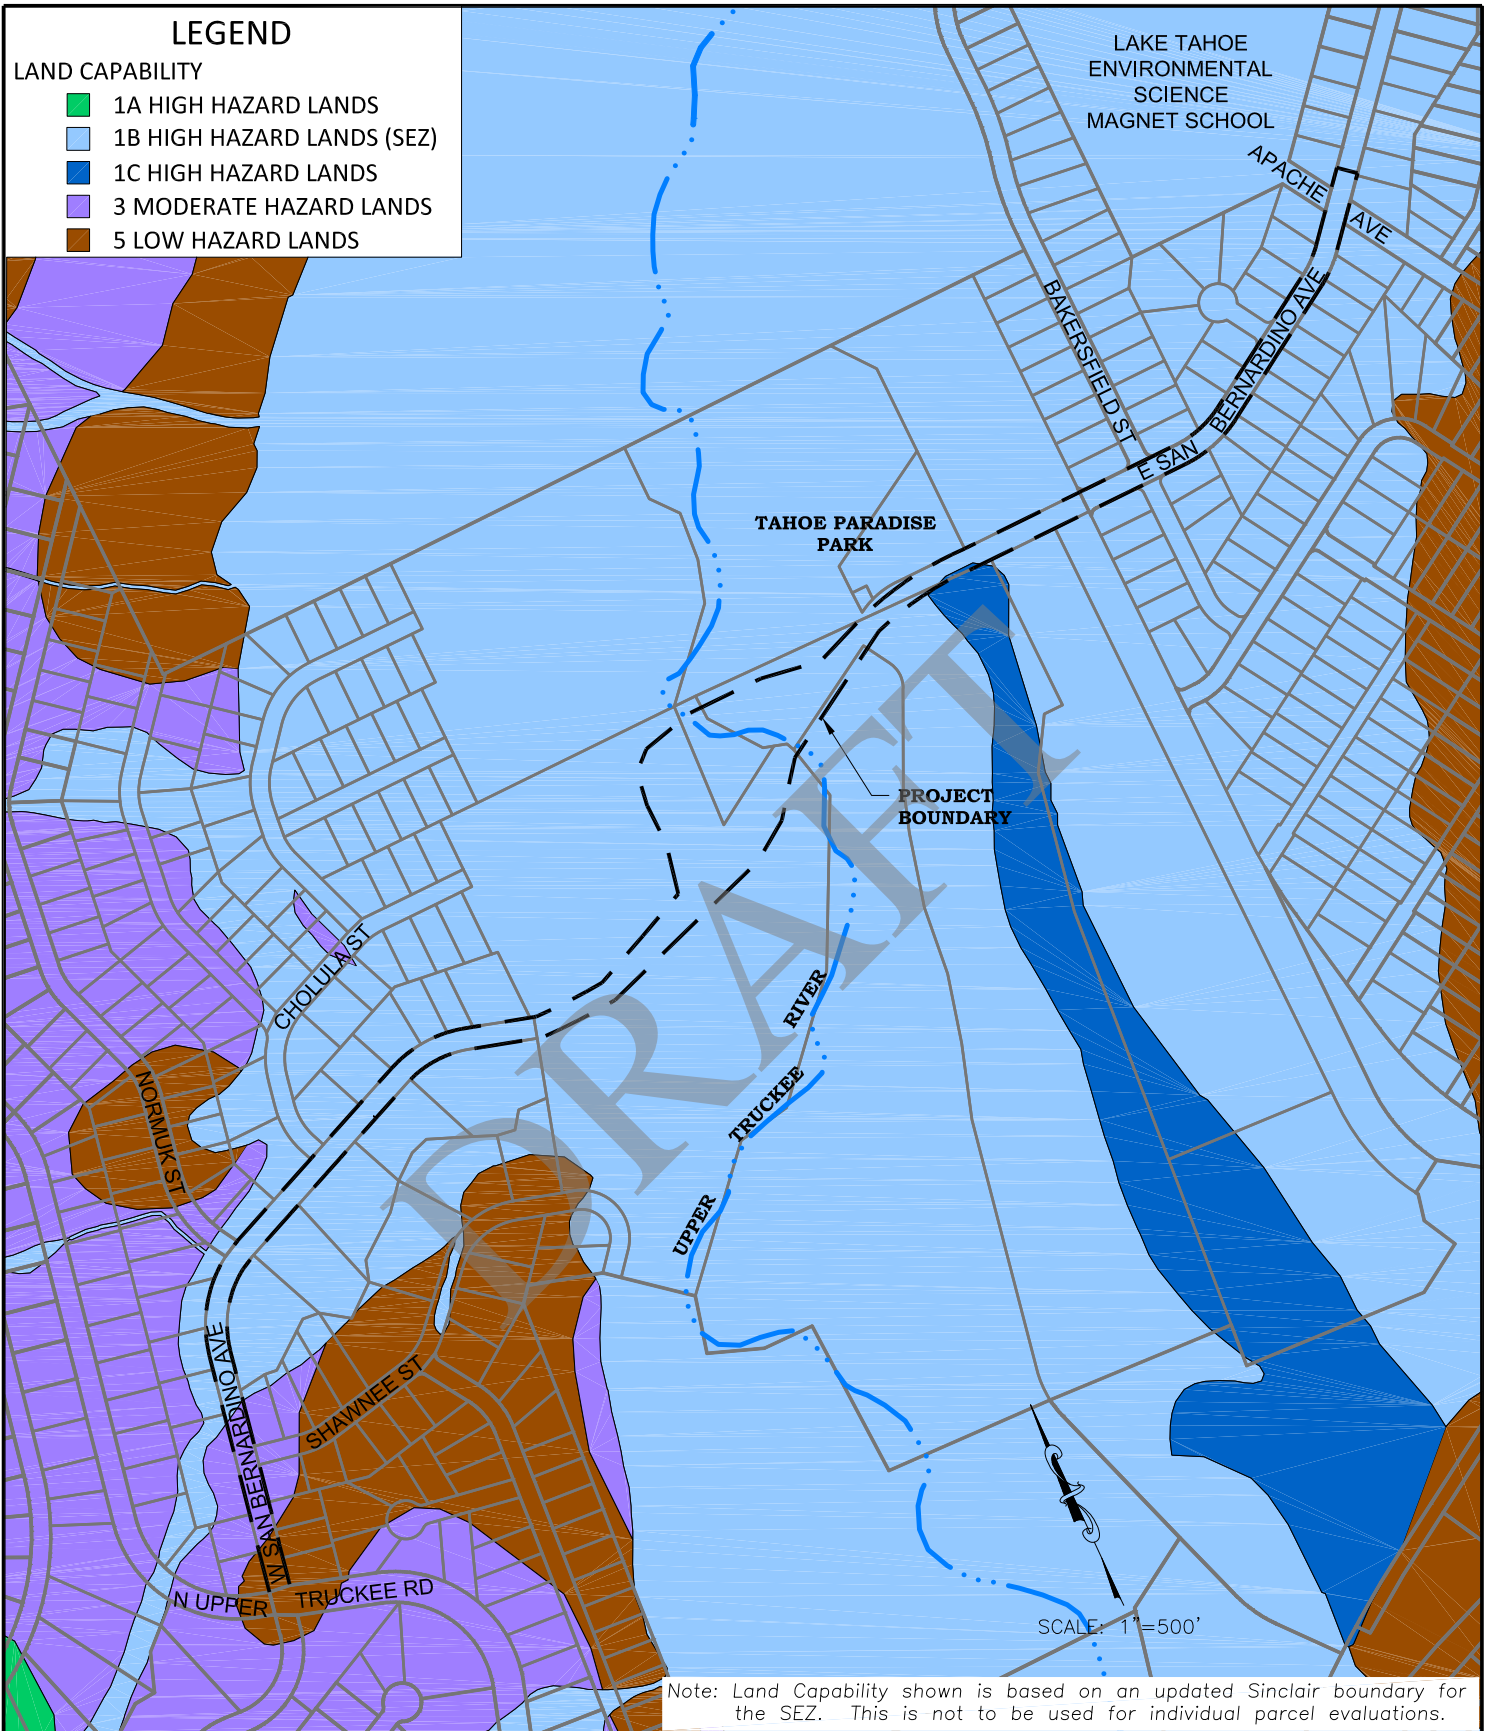 LEGEND
LAND CAPABILITY
1A HIGH HAZARD LANDS
1B HIGH HAZARD LANDS (SEZ)
1C HIGH HAZARD LANDS
3 MODERATE HAZARD LANDS
5 LOW HAZARD LANDS
LAKE TAHOE
ENVIRONMENTAL
SCIENCE
MAGNET SCHOOL
APACHE AVE
BAKERSFIELD ST
E SAN BERNARDINO AVE
TAHOE PARADISE
PARK
PROJECT
BOUNDARY
DRAFT
CHOLULA ST
UPPER TRUCKEE RIVER
NORMUK ST
W SAN BERNARDINO AVE
SHAWNEE ST
N UPPER TRUCKEE RD
SCALE: 1"=500'
Note: Land Capability shown is based on an updated Sinclair boundary for
the SEZ. This is not to be used for individual parcel evaluations.